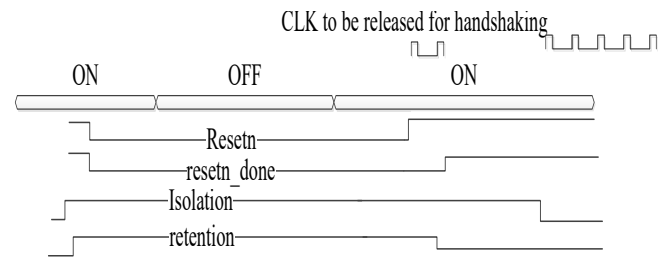 CLK to be released for handshaking
ON OFF ON
Resetn
resetn_done
Isolation
retention